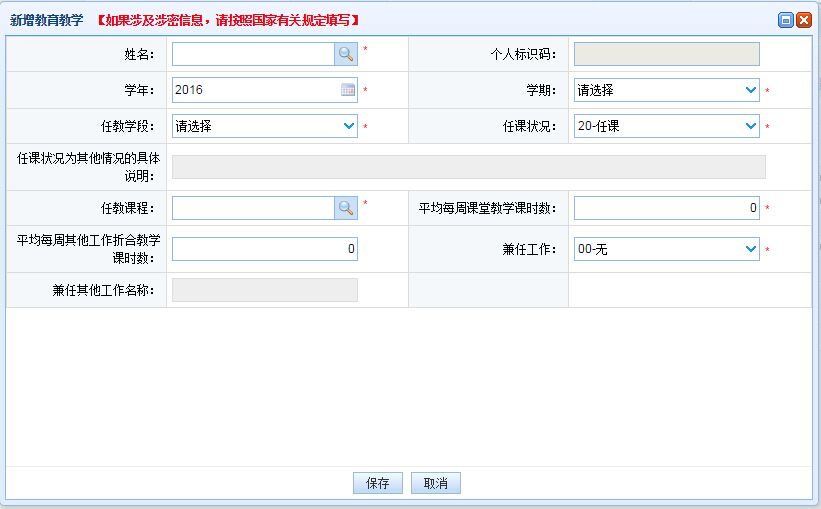 新增教育教学 【如果涉及涉密信息，请按照国家有关规定填写】
姓名： * 个人标识码：
学年： 2016 * 学期： 请选择 *
任教学段： 请选择 * 任课状况： 20-任课 *
任课状况为其他情况的具体
说明：
任教课程： * 平均每周课堂教学课时数： 0 *
平均每周其他工作折合教学
课时数： 0 兼任工作： 00-无 *
兼任其他工作名称：
保存 取消